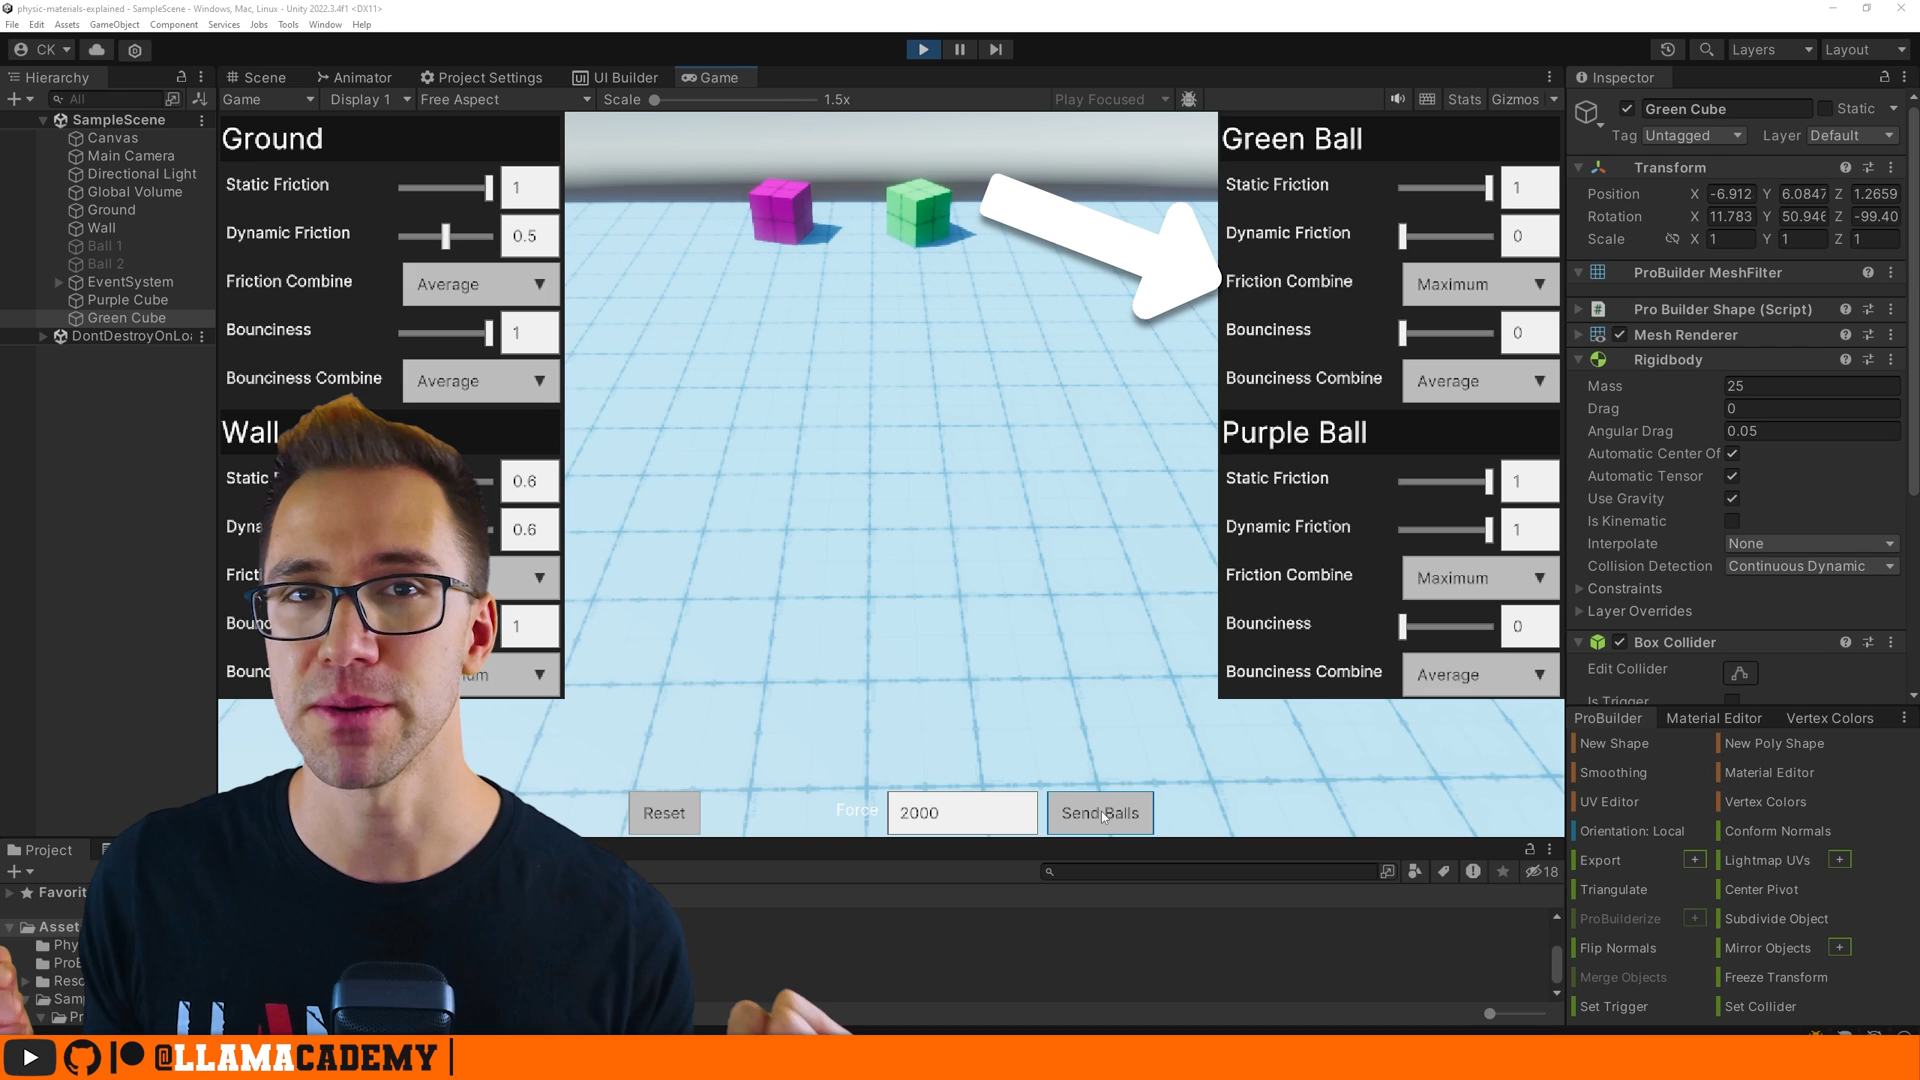 physic-materials-explained - SampleScene - Windows, Mac, Linux - Unity 2022.3.4f1 <DX11>
File Edit Assets GameObject Component Services Jobs Tools Window Help
CK
Layers
Layout
Hierarchy
Scene
Animator
Project Settings
UI Builder
Game
All
Game
Display 1
Free Aspect
Scale
1.5x
Play Focused
Stats
Gizmos
SampleScene
Canvas
Main Camera
Directional Light
Global Volume
Ground
Wall
Ball 1
Ball 2
EventSystem
Purple Cube
Green Cube
DontDestroyOnLoa
Ground
Static Friction 1
Dynamic Friction 0.5
Friction Combine Average
Bounciness 1
Bounciness Combine Average
Wall
Static 0.6
Dyna 0.6
Fricti
Boun 1
Boun
Green Ball
Static Friction 1
Dynamic Friction 0
Friction Combine Maximum
Bounciness 0
Bounciness Combine Average
Purple Ball
Static Friction 1
Dynamic Friction 1
Friction Combine Maximum
Bounciness 0
Bounciness Combine Average
Reset
Force 2000
Send Balls
Inspector
Green Cube
Static
Tag Untagged Layer Default
Transform
Position X -6.912 Y 6.0847 Z 1.2659
Rotation X 11.783 Y 50.946 Z -99.40
Scale X 1 Y 1 Z 1
ProBuilder MeshFilter
Pro Builder Shape (Script)
Mesh Renderer
Rigidbody
Mass 25
Drag 0
Angular Drag 0.05
Automatic Center Of
Automatic Tensor
Use Gravity
Is Kinematic
Interpolate None
Collision Detection Continuous Dynamic
Constraints
Layer Overrides
Box Collider
Edit Collider
Is Trigger
ProBuilder Material Editor Vertex Colors
New Shape New Poly Shape
Smoothing Material Editor
UV Editor Vertex Colors
Orientation: Local Conform Normals
Export + Lightmap UVs +
Triangulate Center Pivot
ProBuilderize + Subdivide Object
Flip Normals Mirror Objects +
Merge Objects Freeze Transform
Set Trigger Set Collider
Project
18
Favorit
Asset
Phy
ProB
Reso
Samp
Pr
@LLAMACADEMY